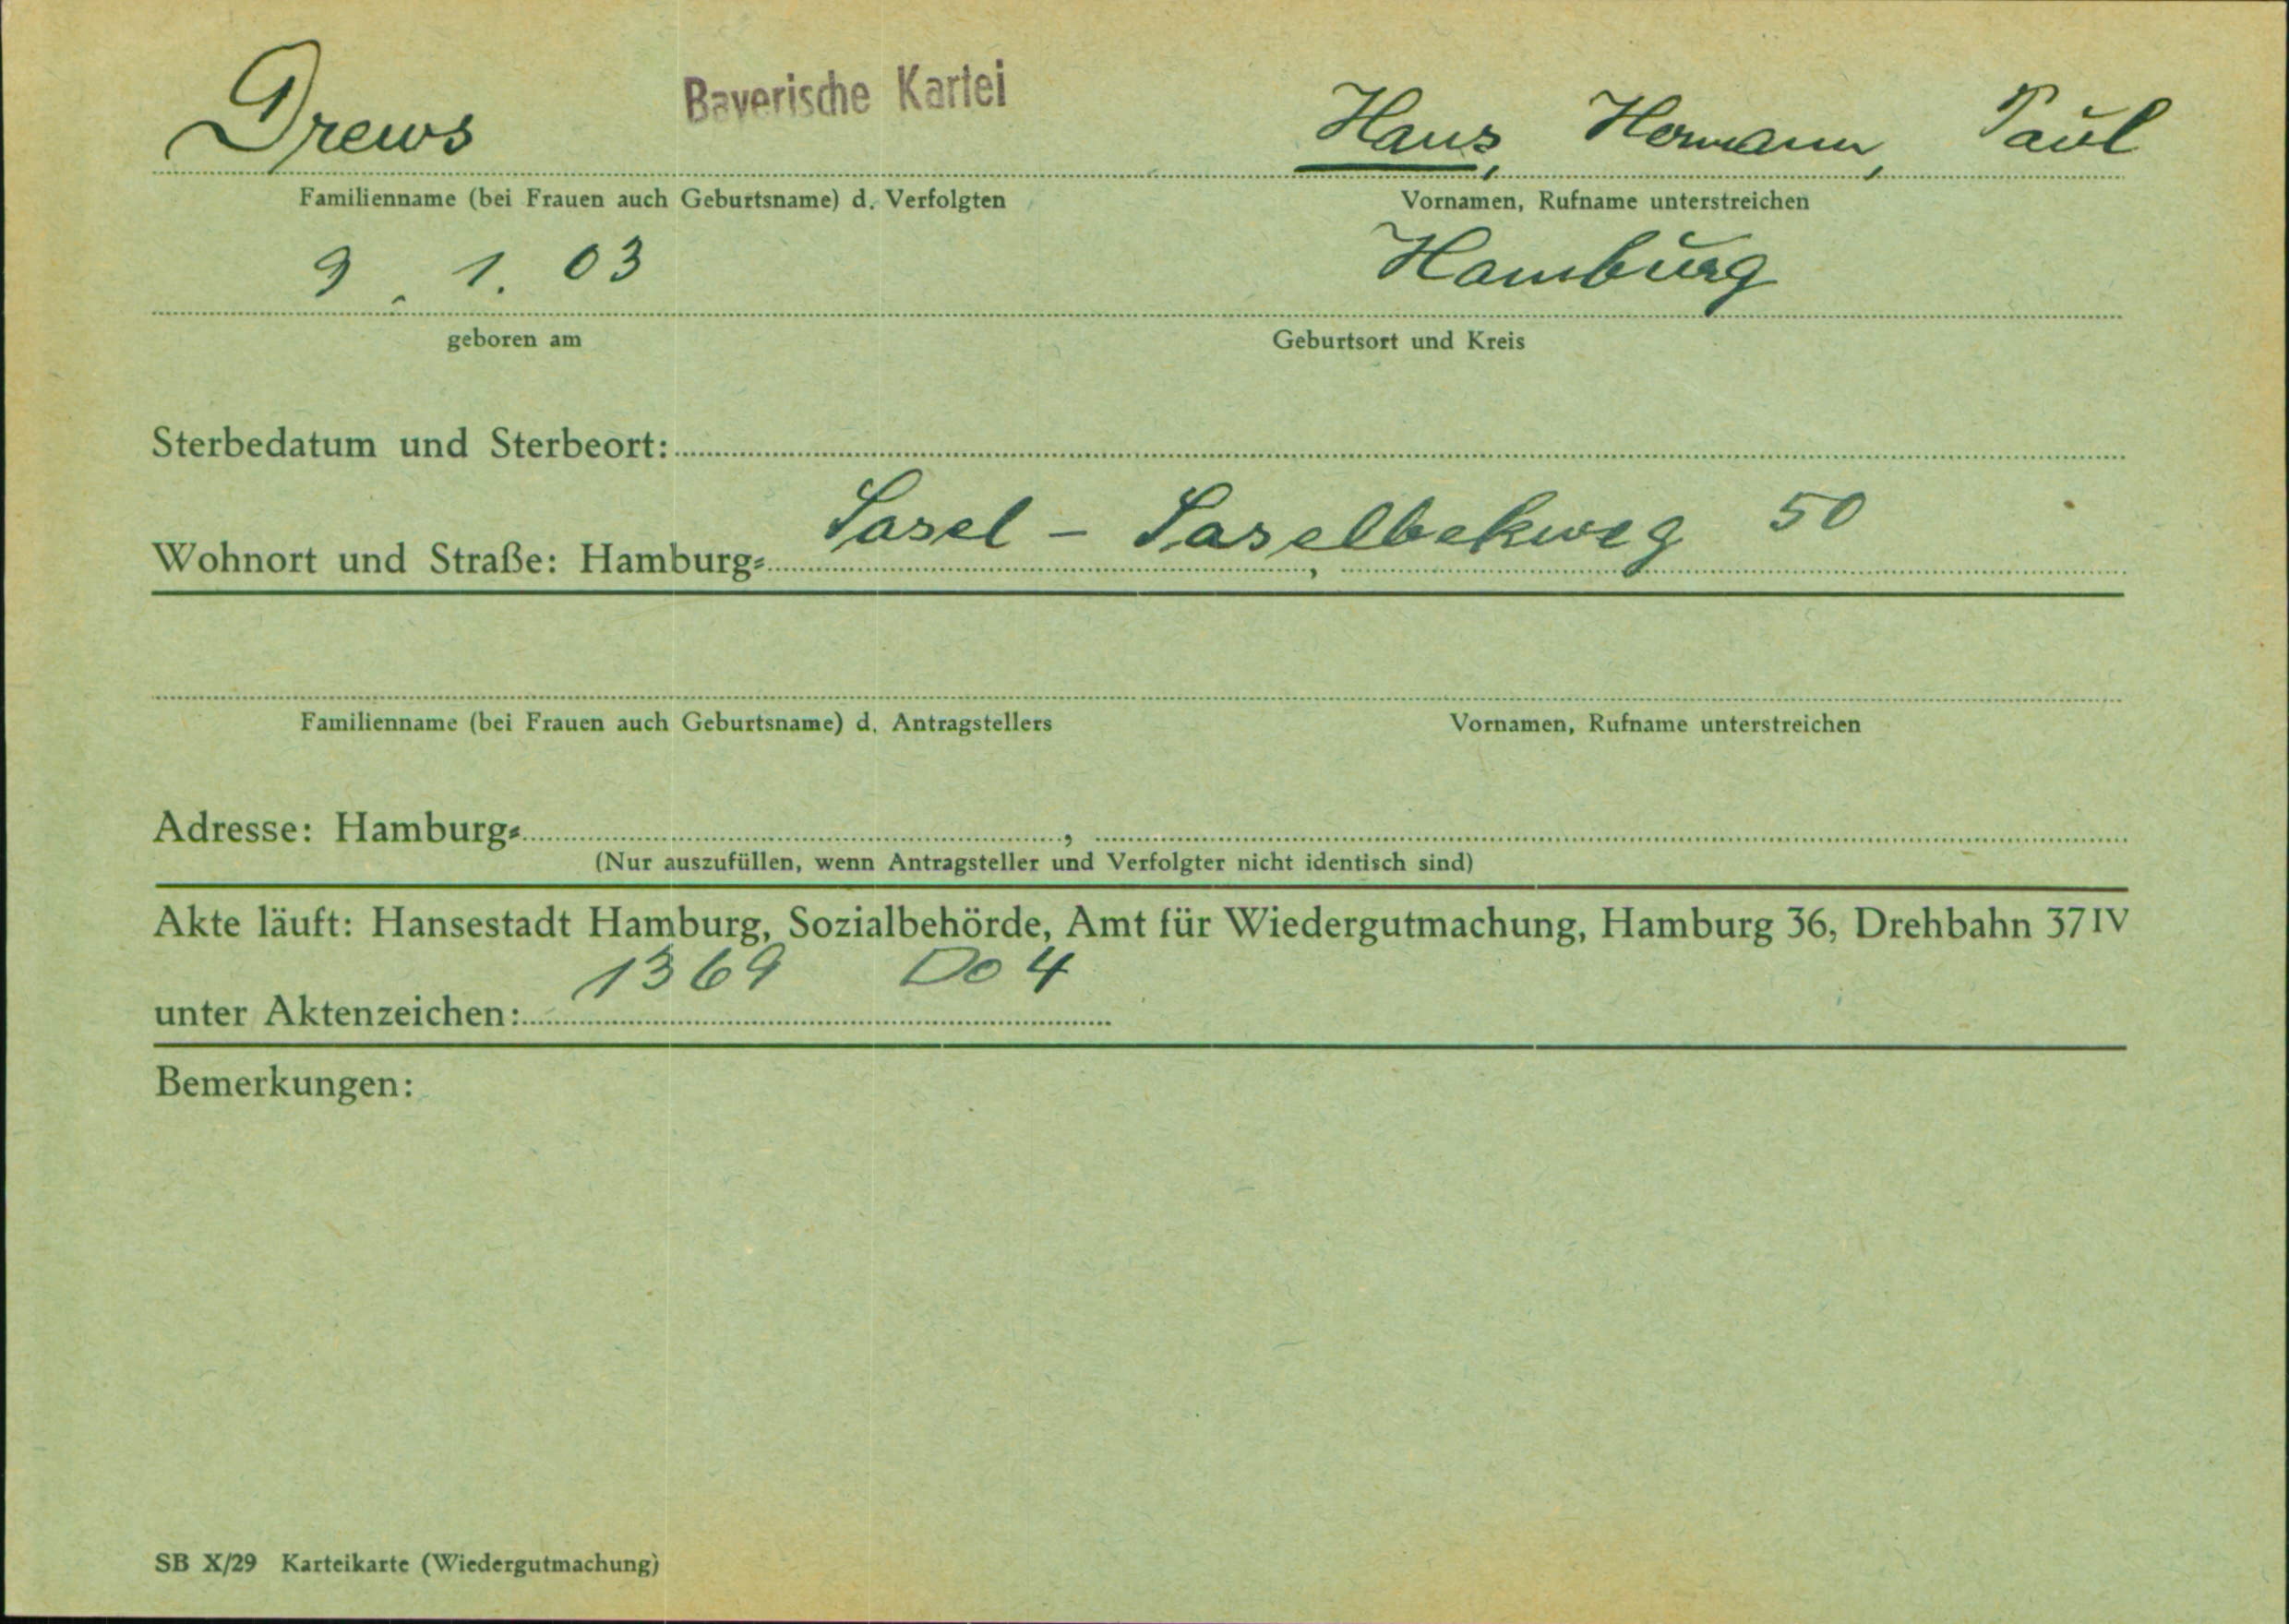 Bayerische Kartei
Drews Hans, Hermann, Paul
Familienname (bei Frauen auch Geburtsname) d. Verfolgten Vornamen, Rufname unterstreichen
9. 1. 03 Hamburg
geboren am Geburtsort und Kreis
Sterbedatum und Sterbeort:
Wohnort und Straße: Hamburg- Sasel - Saselbekweg 50
Familienname (bei Frauen auch Geburtsname) d. Antragstellers Vornamen, Rufname unterstreichen
Adresse: Hamburg- ,
(Nur auszufüllen, wenn Antragsteller und Verfolgter nicht identisch sind)
Akte läuft: Hansestadt Hamburg, Sozialbehörde, Amt für Wiedergutmachung, Hamburg 36, Drehbahn 37 IV
unter Aktenzeichen: 1369 Do 4
Bemerkungen:
SB X/29 Karteikarte (Wiedergutmachung)